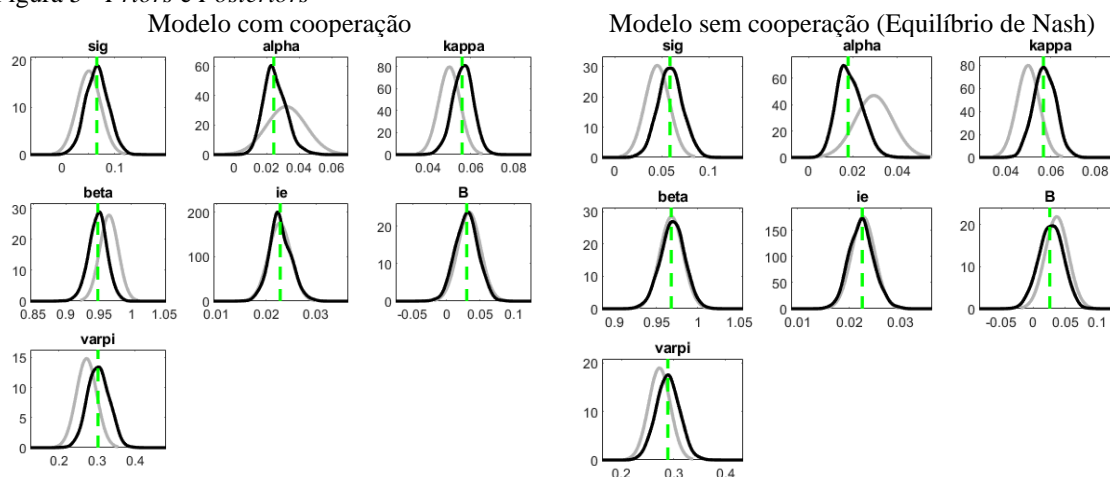 Figura 3 - Priors e Posteriors
Modelo com cooperação
Modelo sem cooperação (Equilíbrio de Nash)
sig
alpha
kappa
20
10
0
0 0.1
60
40
20
0
0 0.02 0.04 0.06
80
60
40
20
0
0.04 0.06 0.08
beta
ie
B
30
20
10
0
0.85 0.9 0.95 1 1.05
200
100
0
0.01 0.02 0.03
20
10
0
-0.05 0 0.05 0.1
varpi
15
10
5
0
0.2 0.3 0.4
sig
alpha
kappa
30
20
10
0
0 0.05 0.1
60
40
20
0
0 0.02 0.04
80
60
40
20
0
0.04 0.06 0.08
beta
ie
B
30
20
10
0
0.9 0.95 1 1.05
150
100
50
0
0.01 0.02 0.03
20
10
0
-0.05 0 0.05 0.1
varpi
20
10
0
0.2 0.3 0.4